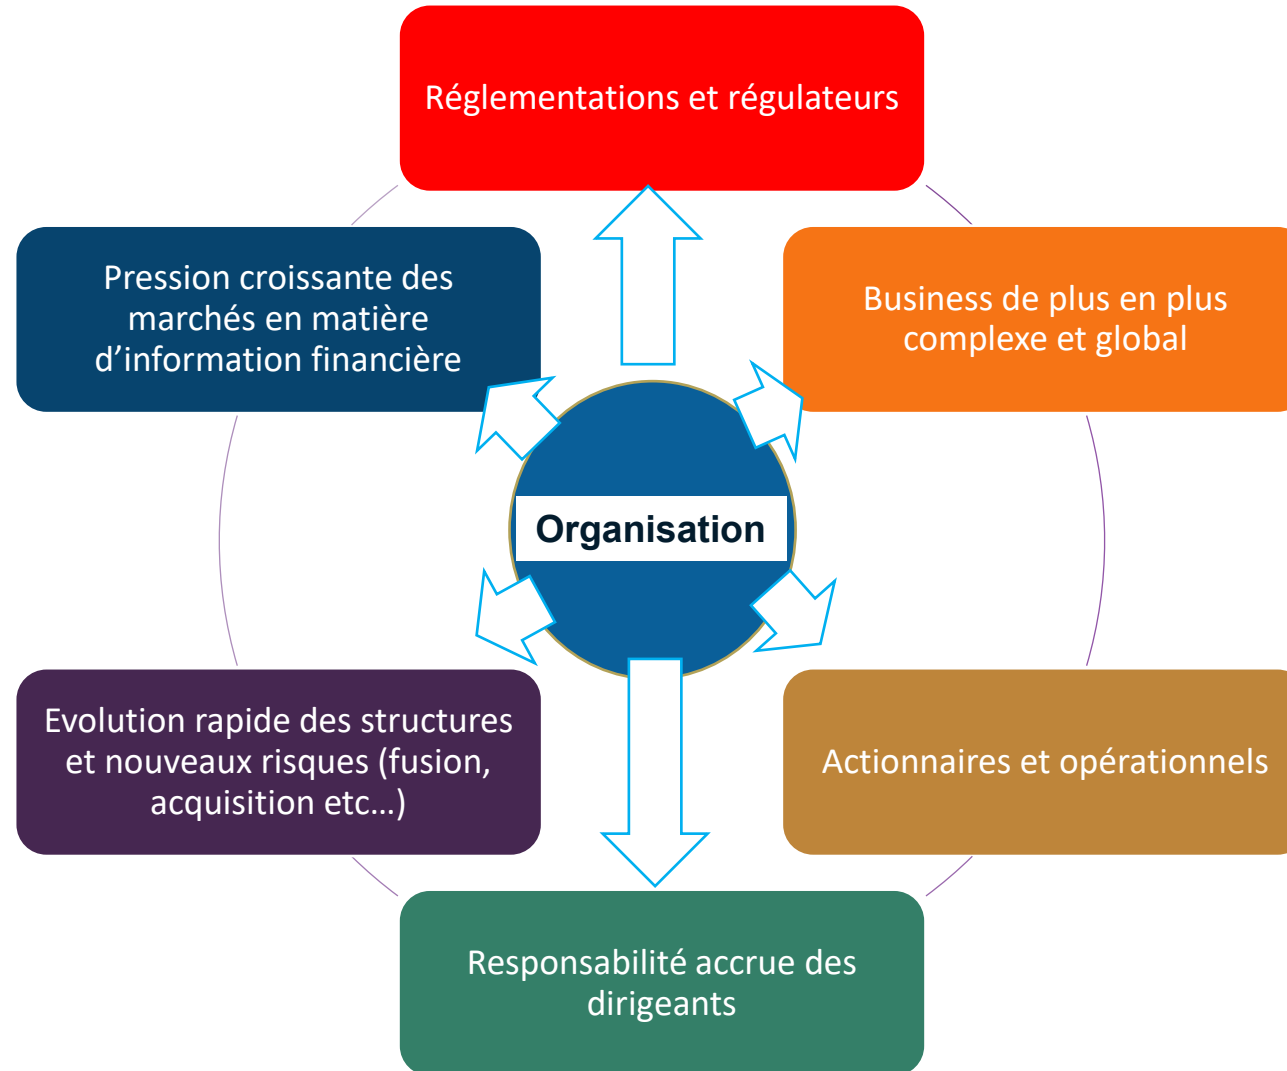 Réglementations et régulateurs
Pression croissante des
marchés en matière
d’information financière
Business de plus en plus
complexe et global
Organisation
Evolution rapide des structures
et nouveaux risques (fusion,
acquisition etc…)
Actionnaires et opérationnels
Responsabilité accrue des
dirigeants